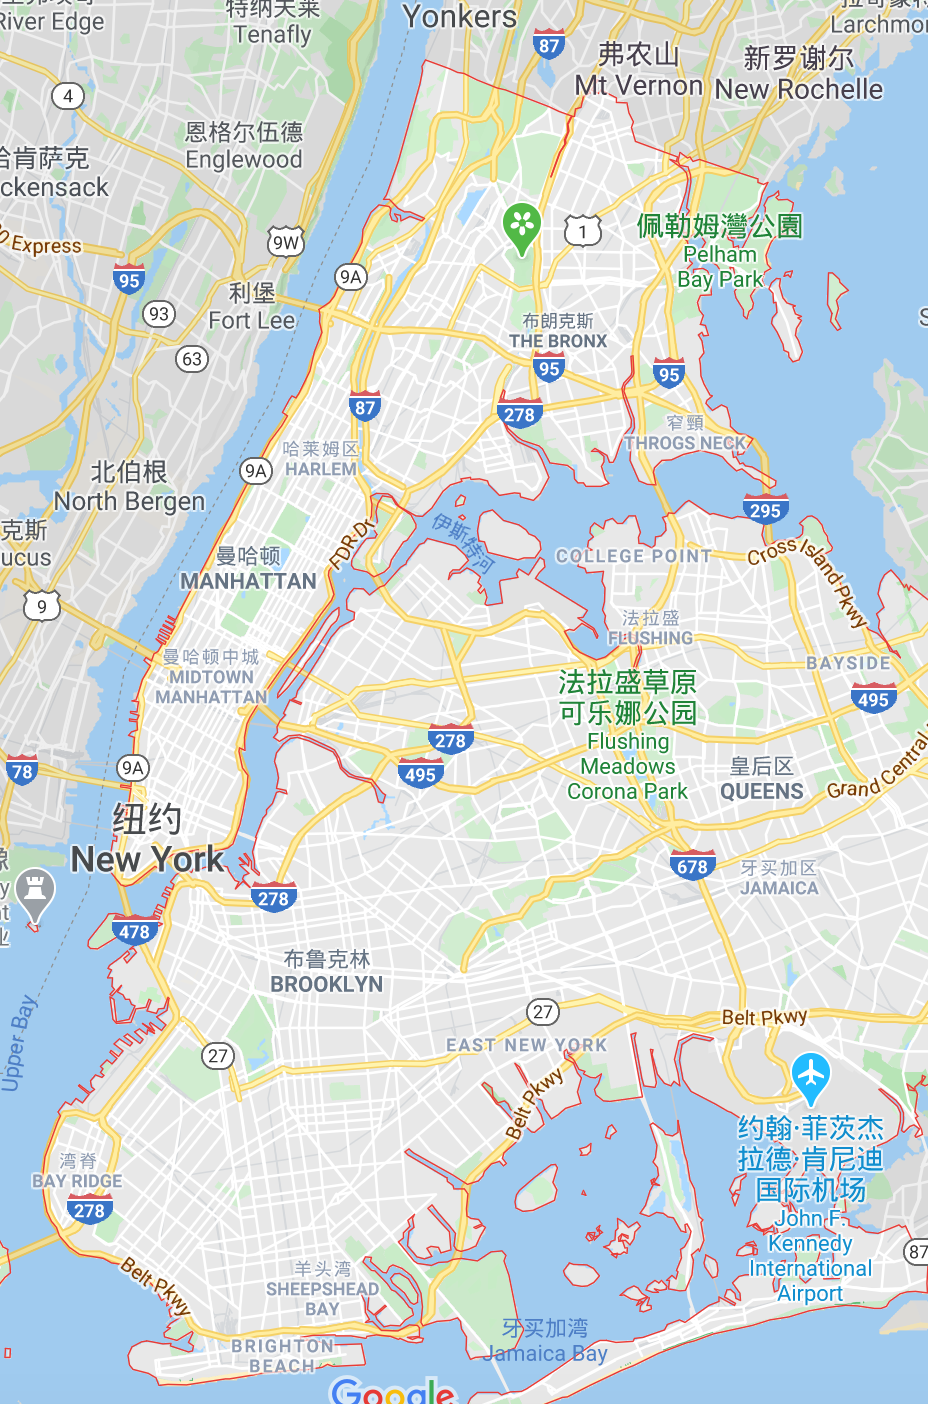 特纳夫莱
River Eder
Tenafly
Yonkers
87
弗农山
Mt Vernon
新罗谢尔
New Rochelle
4
恩格尔伍德
Englewood
哈肯萨克
ckensack
1
佩勒姆灣公園
Pelham
Bay Park
9W
0 Express
95
9A
利堡
Fort Lee
93
63
布朗克斯
THE BRONX
95
95
87
278
窄頸
THROGS NECK
哈莱姆区
HARLEM
9A
北伯根
North Bergen
295
克斯
ucus
伊斯特河
FDR Dr
曼哈顿
MANHATTAN
COLLEGE POINT
Cross Island Pkwy
9
法拉盛
FLUSHING
曼哈顿中城
MIDTOWN
MANHATTAN
BAYSIDE
法拉盛草原
可乐娜公园
Flushing
Meadows
Corona Park
495
278
495
78
9A
皇后区
QUEENS
Grand Central
纽约
New York
678
牙买加区
JAMAICA
278
478
布鲁克林
BROOKLYN
27
Belt Pkwy
Upper Bay
27
EAST NEW YORK
Belt Pkwy
约翰·菲茨杰
拉德·肯尼迪
国际机场
John F.
Kennedy
International
Airport
湾脊
BAY RIDGE
278
87
Belt Pkwy
羊头湾
SHEEPSHEAD
BAY
牙买加湾
Jamaica Bay
BRIGHTON
BEACH
Google